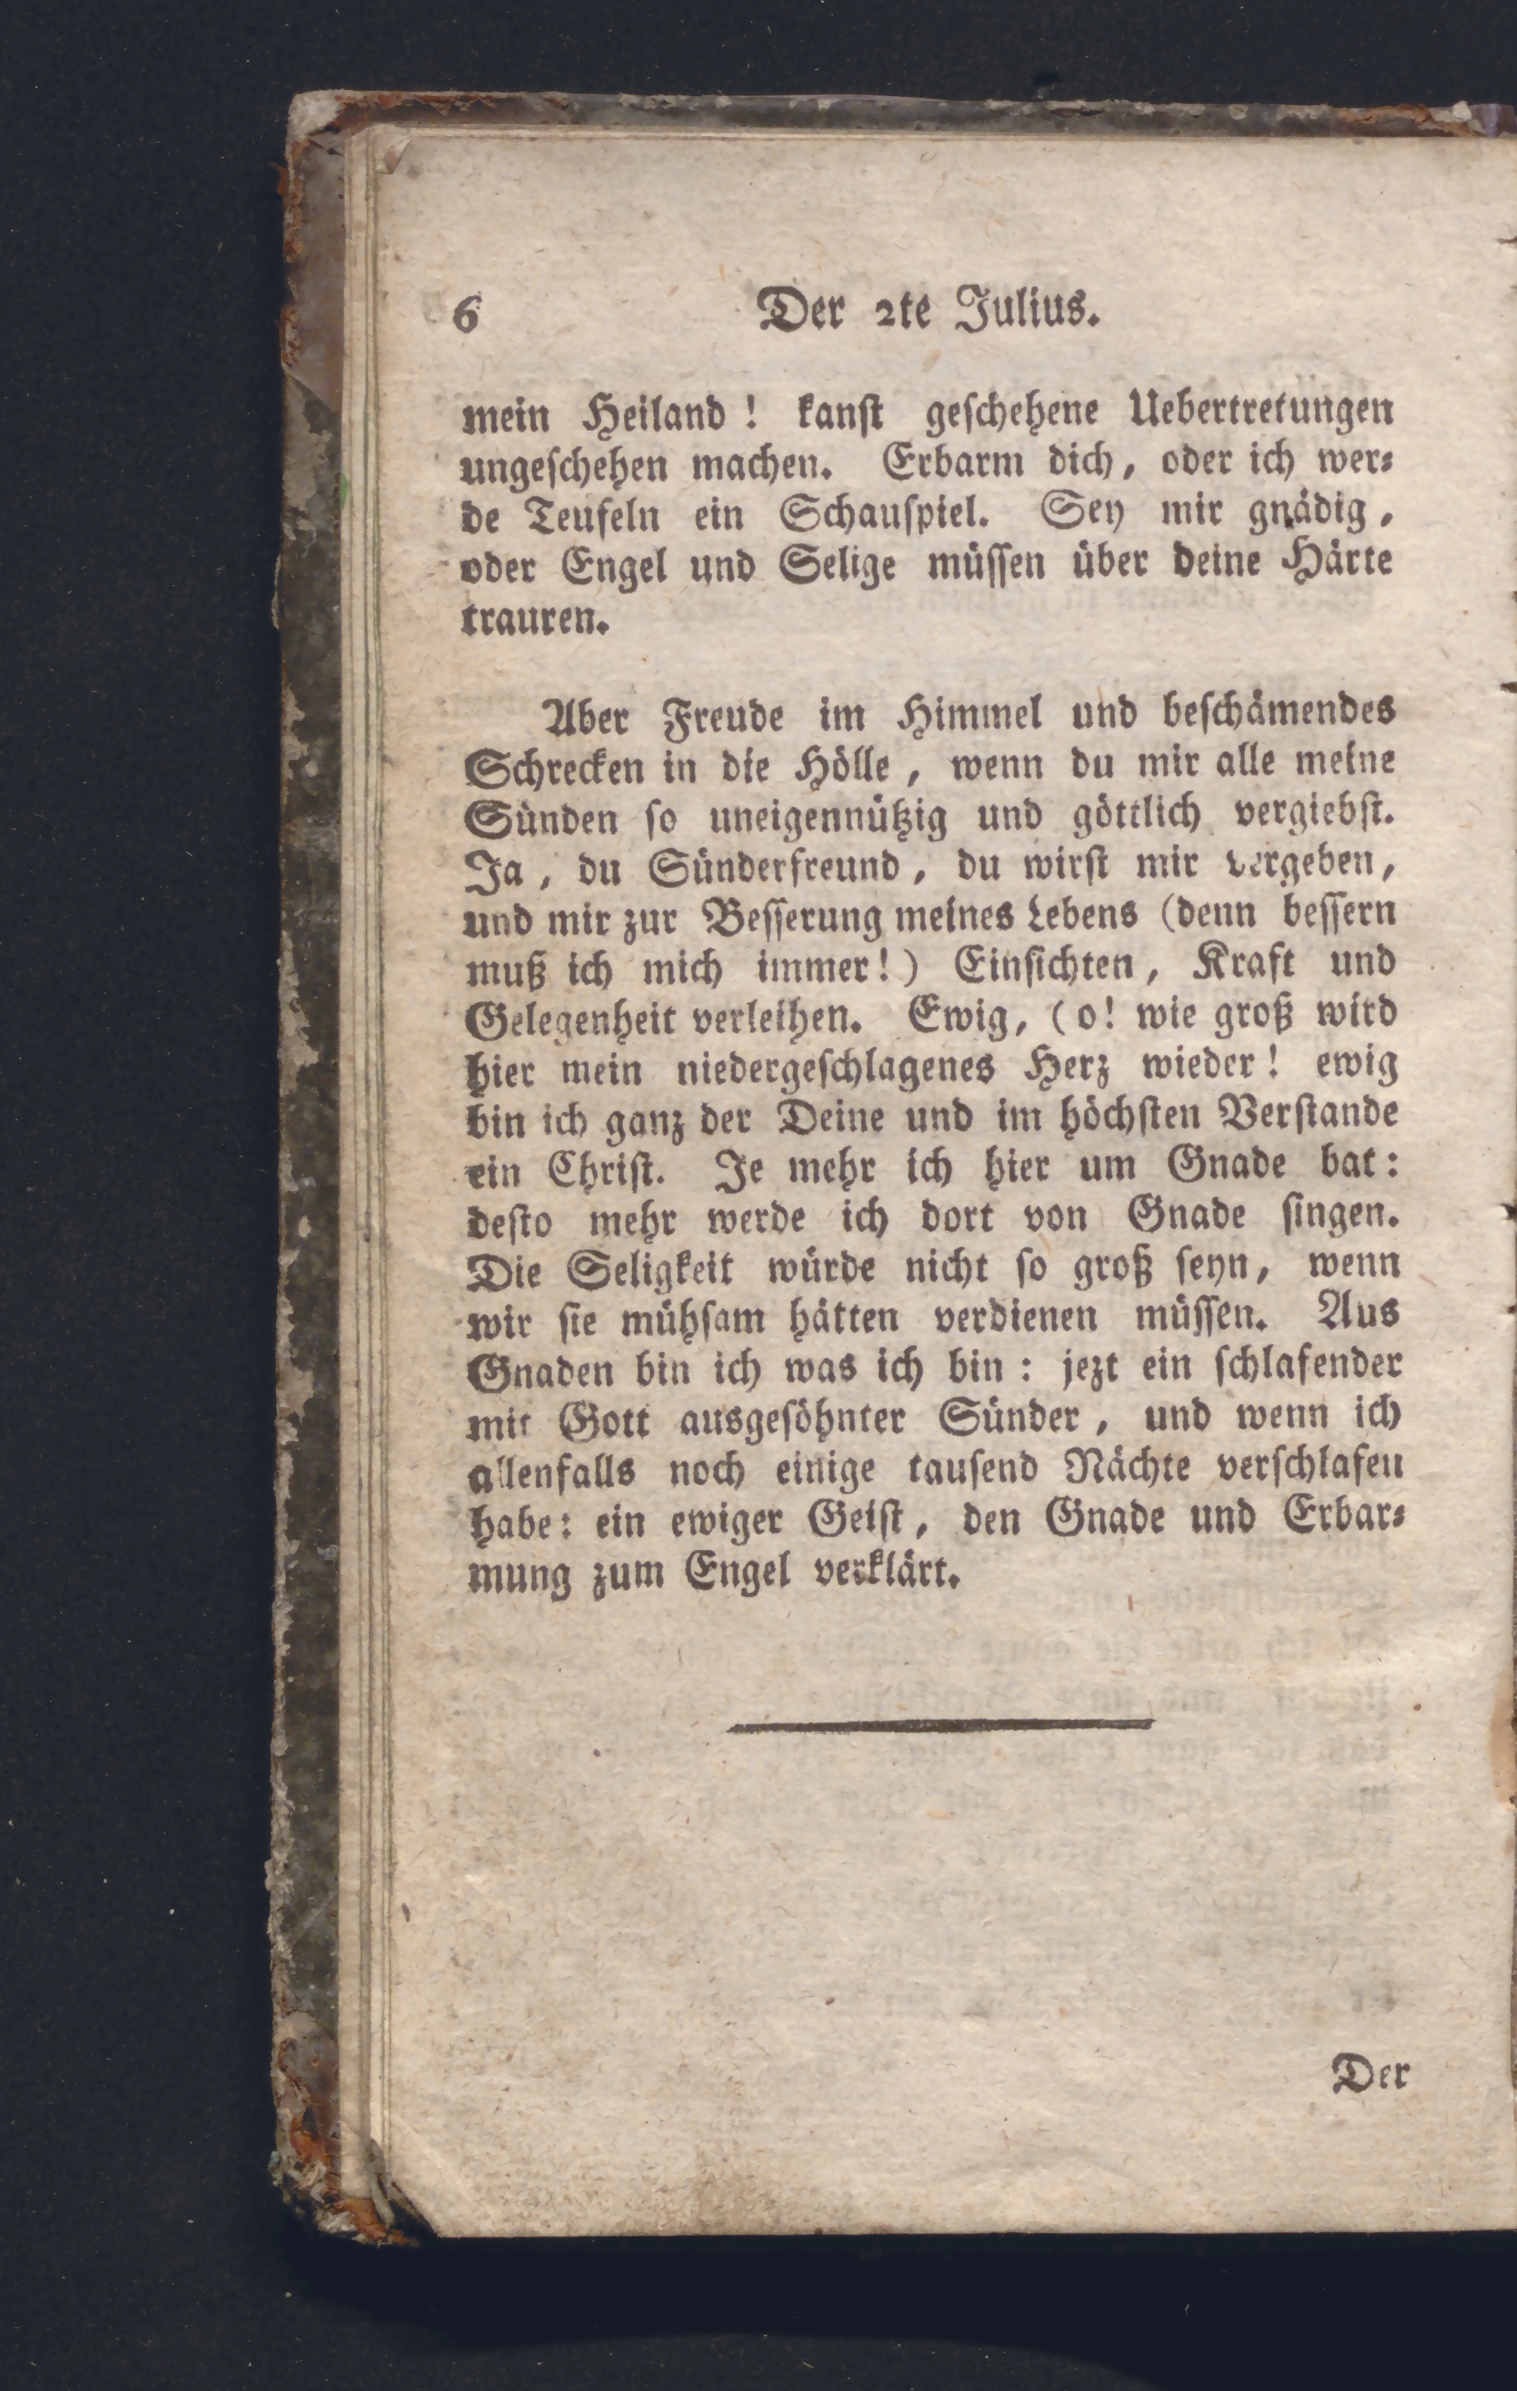 6 Der 2te Julius.
mein Heiland! kanst geschehene Uebertretungen
ungeschehen machen. Erbarm dich, oder ich wer⸗
de Teufeln ein Schauspiel. Sey mir gnädig,
oder Engel und Selige müssen über deine Härte
trauren.
Aber Freude im Himmel und beschämendes
Schrecken in die Hölle, wenn du mir alle meine
Sünden so uneigennützig und göttlich vergiebst.
Ja, du Sünderfreund, du wirst mir vergeben,
und mir zur Besserung meines Lebens (denn bessern
muß ich mich immer!) Einsichten, Kraft und
Gelegenheit verleihen. Ewig, (o! wie groß wird
hier mein niedergeschlagenes Herz wieder! ewig
bin ich ganz der Deine und im höchsten Verstande
ein Christ. Je mehr ich hier um Gnade bat:
desto mehr werde ich dort von Gnade singen.
Die Seligkeit würde nicht so groß seyn, wenn
wir sie mühsam hätten verdienen müssen. Aus
Gnaden bin ich was ich bin: jezt ein schlafender
mit Gott ausgesöhnter Sünder, und wenn ich
allenfalls noch einige tausend Nächte verschlafen
habe: ein ewiger Geist, den Gnade und Erbar⸗
mung zum Engel verklärt.
Der